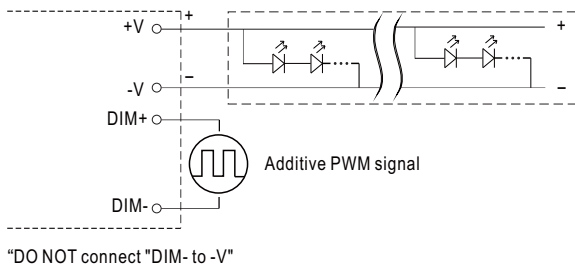 +V
+
+
-V
–
–
DIM+
Additive PWM signal
DIM-
“DO NOT connect "DIM- to -V"